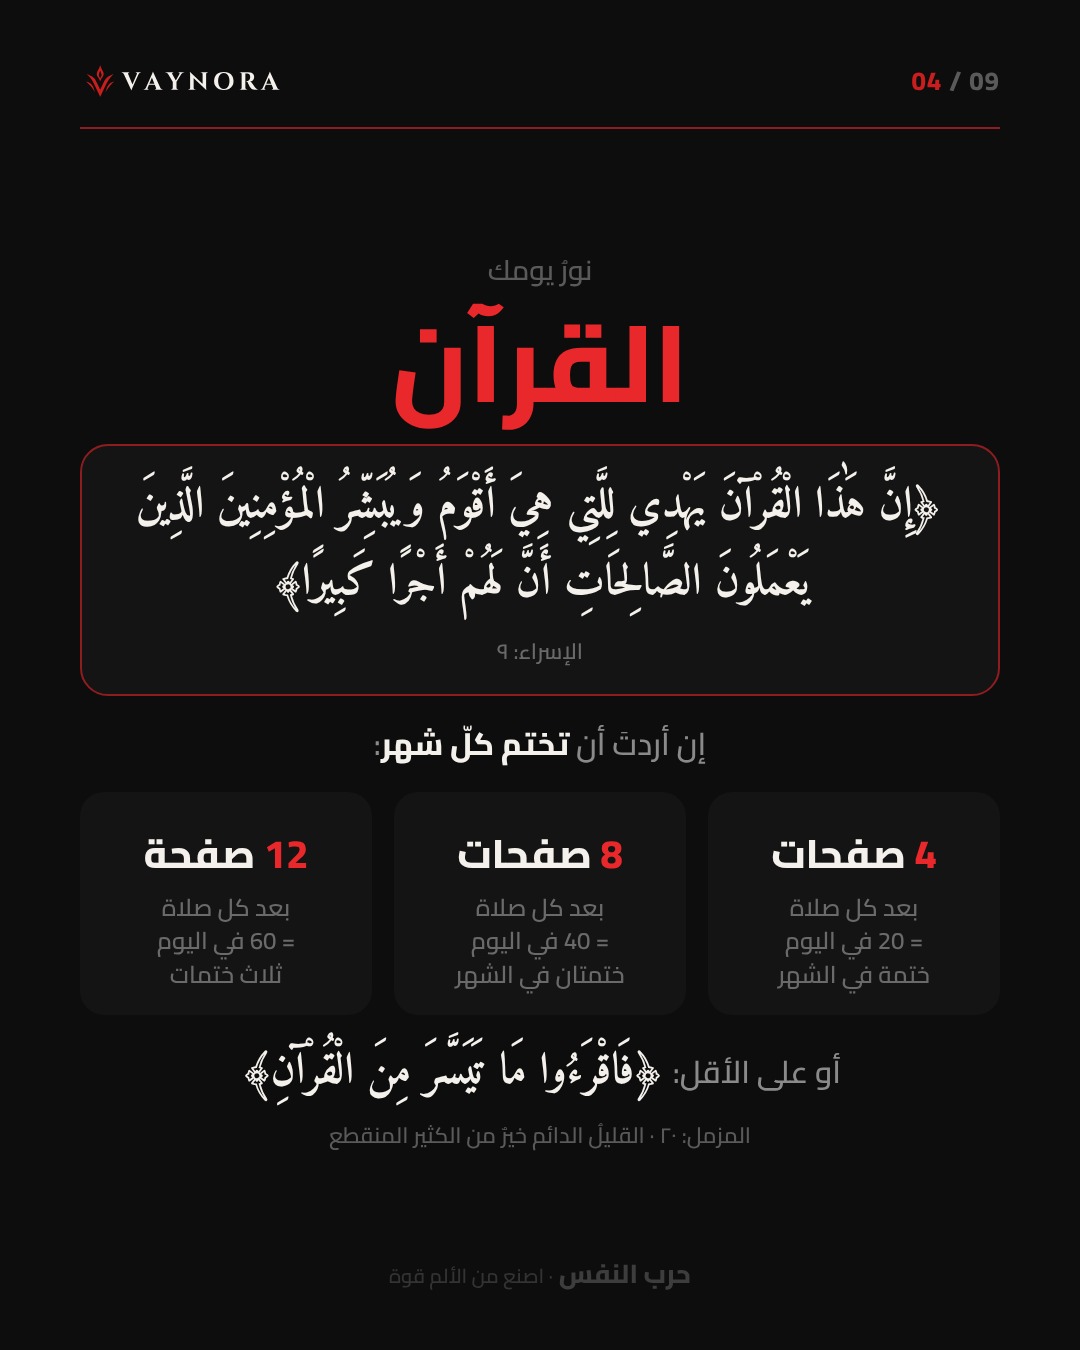 VAYNORA
04 / 09
نورُ يومك
القرآن
﴿إِنَّ هَٰذَا الْقُرْآنَ يَهْدِي لِلَّتِي هِيَ أَقْوَمُ وَيُبَشِّرُ الْمُؤْمِنِينَ الَّذِينَ
يَعْمَلُونَ الصَّالِحَاتِ أَنَّ لَهُمْ أَجْرًا كَبِيرًا﴾
الإسراء: ٩
إن أردتَ أن تختم كلّ شهر:
4 صفحات
بعد كل صلاة
= 20 في اليوم
ختمة في الشهر
8 صفحات
بعد كل صلاة
= 40 في اليوم
ختمتان في الشهر
12 صفحة
بعد كل صلاة
= 60 في اليوم
ثلاث ختمات
أو على الأقل: ﴿فَاقْرَءُوا مَا تَيَسَّرَ مِنَ الْقُرْآنِ﴾
المزمل: ٢٠ · القليلُ الدائم خيرٌ من الكثير المنقطع
حرب النفس · اصنع من الألم قوة